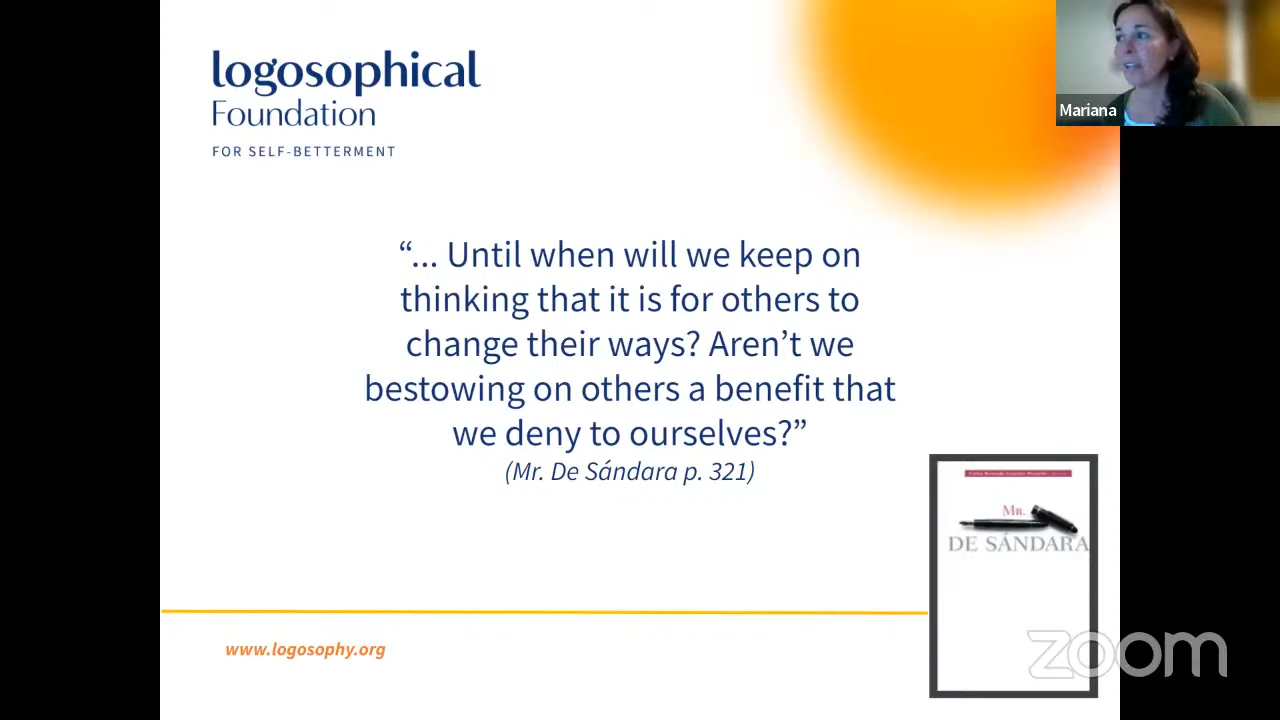 logosophical
Foundation
FOR SELF-BETTERMENT
Mariana
“... Until when will we keep on
thinking that it is for others to
change their ways? Aren’t we
bestowing on others a benefit that
we deny to ourselves?”
(Mr. De Sándara p. 321)
MR.
DE SÁNDARA
www.logosophy.org
zoom